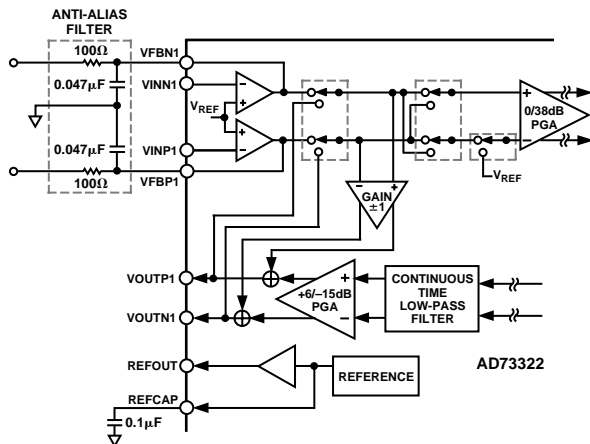 ANTI-ALIAS
FILTER
100Ω
VFBN1
0.047μF
VINN1
VREF
0/38dB
PGA
0.047μF
VINP1
100Ω
VFBP1
VREF
GAIN
±1
VOUTP1
+6/–15dB
PGA
CONTINUOUS
TIME
LOW-PASS
FILTER
VOUTN1
AD73322
REFOUT
REFERENCE
REFCAP
0.1μF